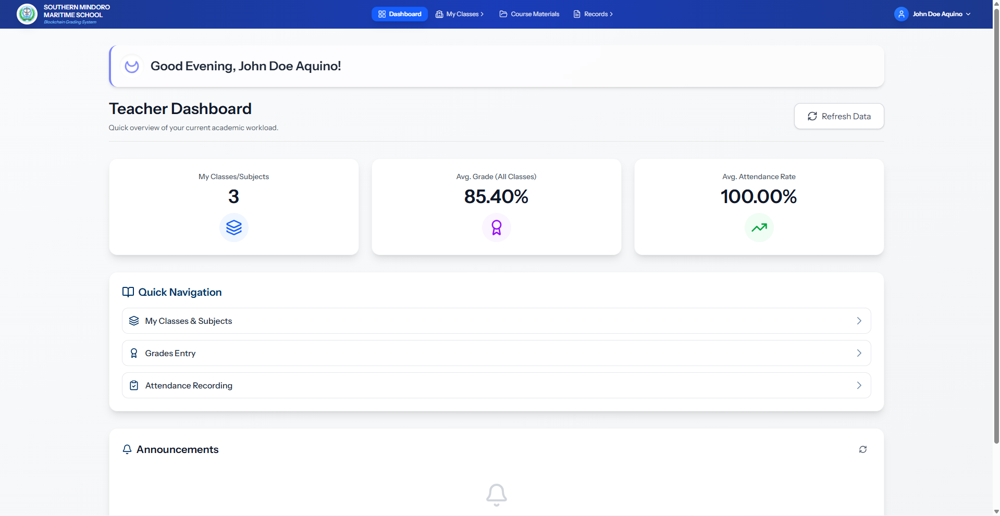 SOUTHERN MINDORO
MARITIME SCHOOL
Blockchain Grading System
Dashboard
My Classes
Course Materials
Records
John Doe Aquino
Good Evening, John Doe Aquino!
Teacher Dashboard
Quick overview of your current academic workload.
Refresh Data
My Classes/Subjects
3
Avg. Grade (All Classes)
85.40%
Avg. Attendance Rate
100.00%
Quick Navigation
My Classes & Subjects
Grades Entry
Attendance Recording
Announcements